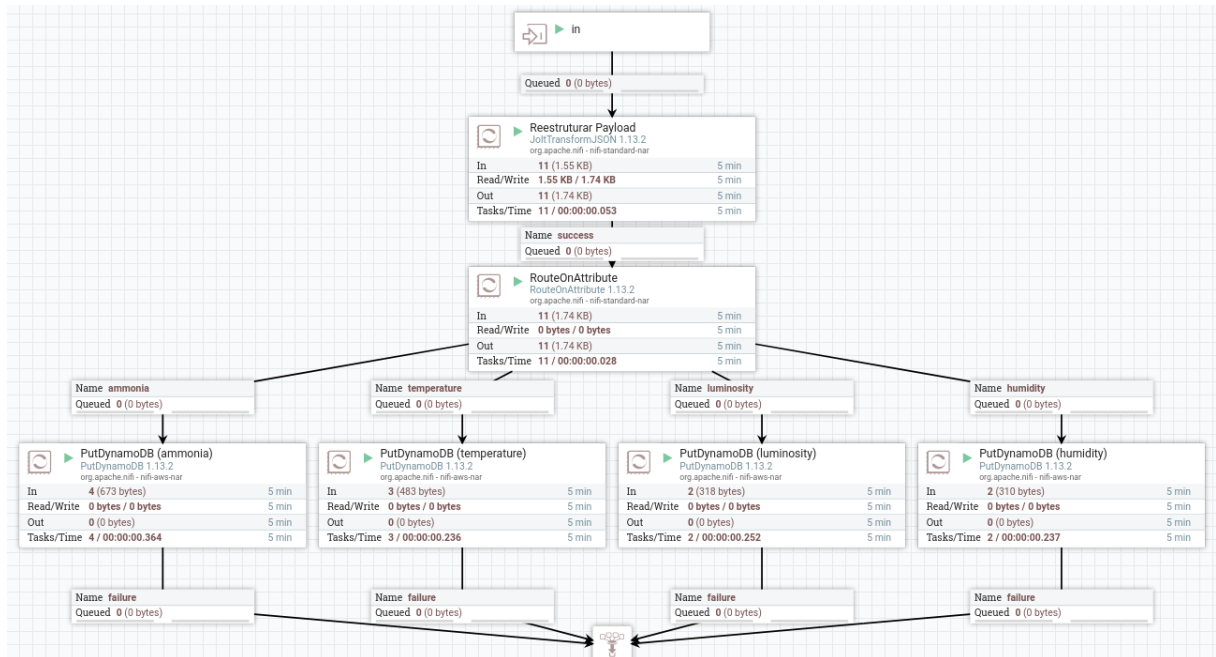 in
Queued 0 (0 bytes)
Reestruturar Payload
JoltTransformJSON 1.13.2
org.apache.nifi - nifi-standard-nar
In 11 (1.55 KB) 5 min
Read/Write 1.55 KB / 1.74 KB 5 min
Out 11 (1.74 KB) 5 min
Tasks/Time 11 / 00:00:00.053 5 min
Name success
Queued 0 (0 bytes)
RouteOnAttribute
RouteOnAttribute 1.13.2
org.apache.nifi - nifi-standard-nar
In 11 (1.74 KB) 5 min
Read/Write 0 bytes / 0 bytes 5 min
Out 11 (1.74 KB) 5 min
Tasks/Time 11 / 00:00:00.028 5 min
Name ammonia
Queued 0 (0 bytes)
Name temperature
Queued 0 (0 bytes)
Name luminosity
Queued 0 (0 bytes)
Name humidity
Queued 0 (0 bytes)
PutDynamoDB (ammonia)
PutDynamoDB 1.13.2
org.apache.nifi - nifi-aws-nar
In 4 (673 bytes) 5 min
Read/Write 0 bytes / 0 bytes 5 min
Out 0 (0 bytes) 5 min
Tasks/Time 4 / 00:00:00.364 5 min
PutDynamoDB (temperature)
PutDynamoDB 1.13.2
org.apache.nifi - nifi-aws-nar
In 3 (483 bytes) 5 min
Read/Write 0 bytes / 0 bytes 5 min
Out 0 (0 bytes) 5 min
Tasks/Time 3 / 00:00:00.236 5 min
PutDynamoDB (luminosity)
PutDynamoDB 1.13.2
org.apache.nifi - nifi-aws-nar
In 2 (318 bytes) 5 min
Read/Write 0 bytes / 0 bytes 5 min
Out 0 (0 bytes) 5 min
Tasks/Time 2 / 00:00:00.252 5 min
PutDynamoDB (humidity)
PutDynamoDB 1.13.2
org.apache.nifi - nifi-aws-nar
In 2 (310 bytes) 5 min
Read/Write 0 bytes / 0 bytes 5 min
Out 0 (0 bytes) 5 min
Tasks/Time 2 / 00:00:00.237 5 min
Name failure
Queued 0 (0 bytes)
Name failure
Queued 0 (0 bytes)
Name failure
Queued 0 (0 bytes)
Name failure
Queued 0 (0 bytes)